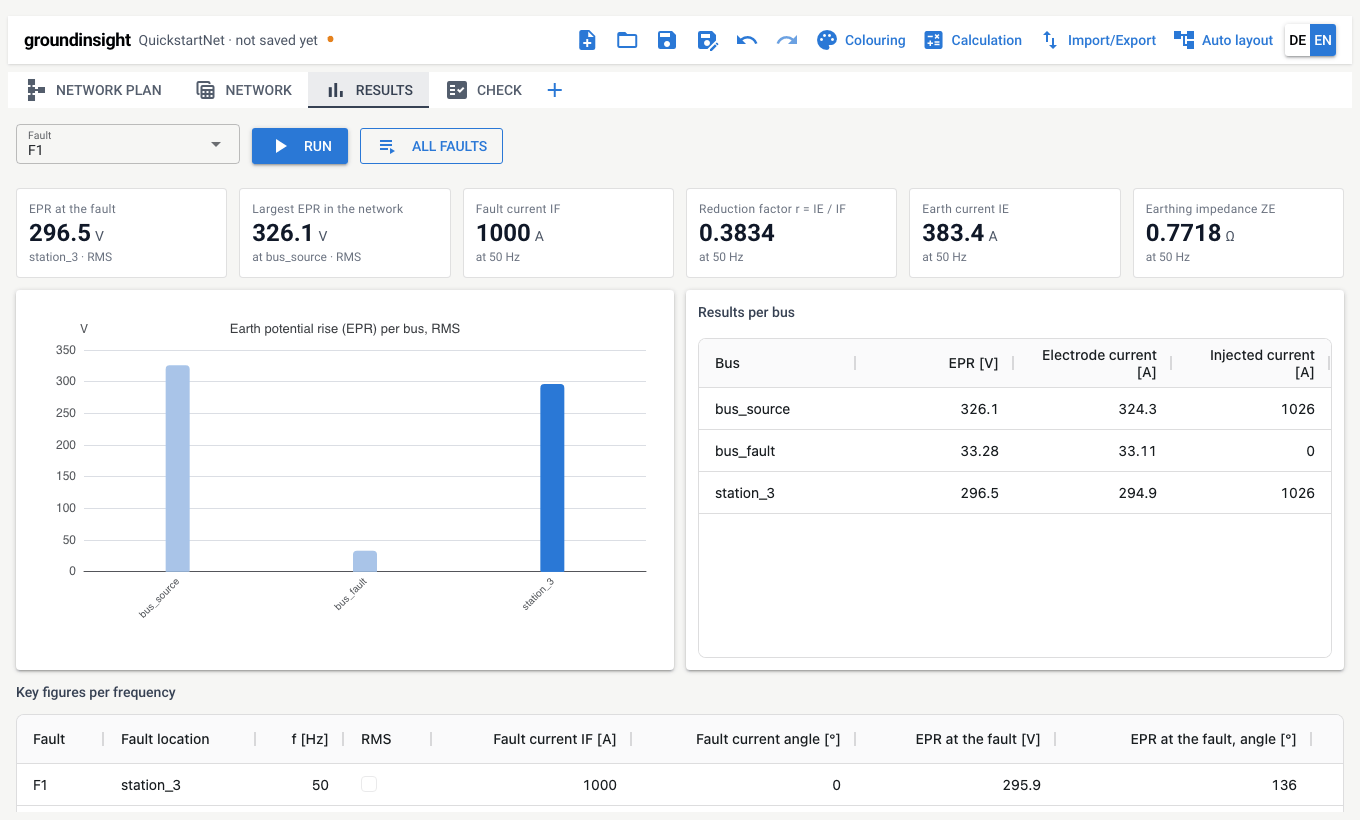 groundinsight QuickstartNet · not saved yet
Colouring
Calculation
Import/Export
Auto layout
DE EN
NETWORK PLAN
NETWORK
RESULTS
CHECK
Fault
F1
RUN
ALL FAULTS
EPR at the fault
296.5 V
station_3 · RMS
Largest EPR in the network
326.1 V
at bus_source · RMS
Fault current IF
1000 A
at 50 Hz
Reduction factor r = IE / IF
0.3834
at 50 Hz
Earth current IE
383.4 A
at 50 Hz
Earthing impedance ZE
0.7718 Ω
at 50 Hz
V
Earth potential rise (EPR) per bus, RMS
350
300
250
200
150
100
50
0
bus_source
bus_fault
station_3
Results per bus
Bus EPR [V] Electrode current [A] Injected current [A]
bus_source 326.1 324.3 1026
bus_fault 33.28 33.11 0
station_3 296.5 294.9 1026
Key figures per frequency
Fault Fault location f [Hz] RMS Fault current IF [A] Fault current angle [°] EPR at the fault [V] EPR at the fault, angle [°]
F1 station_3 50 1000 0 295.9 136